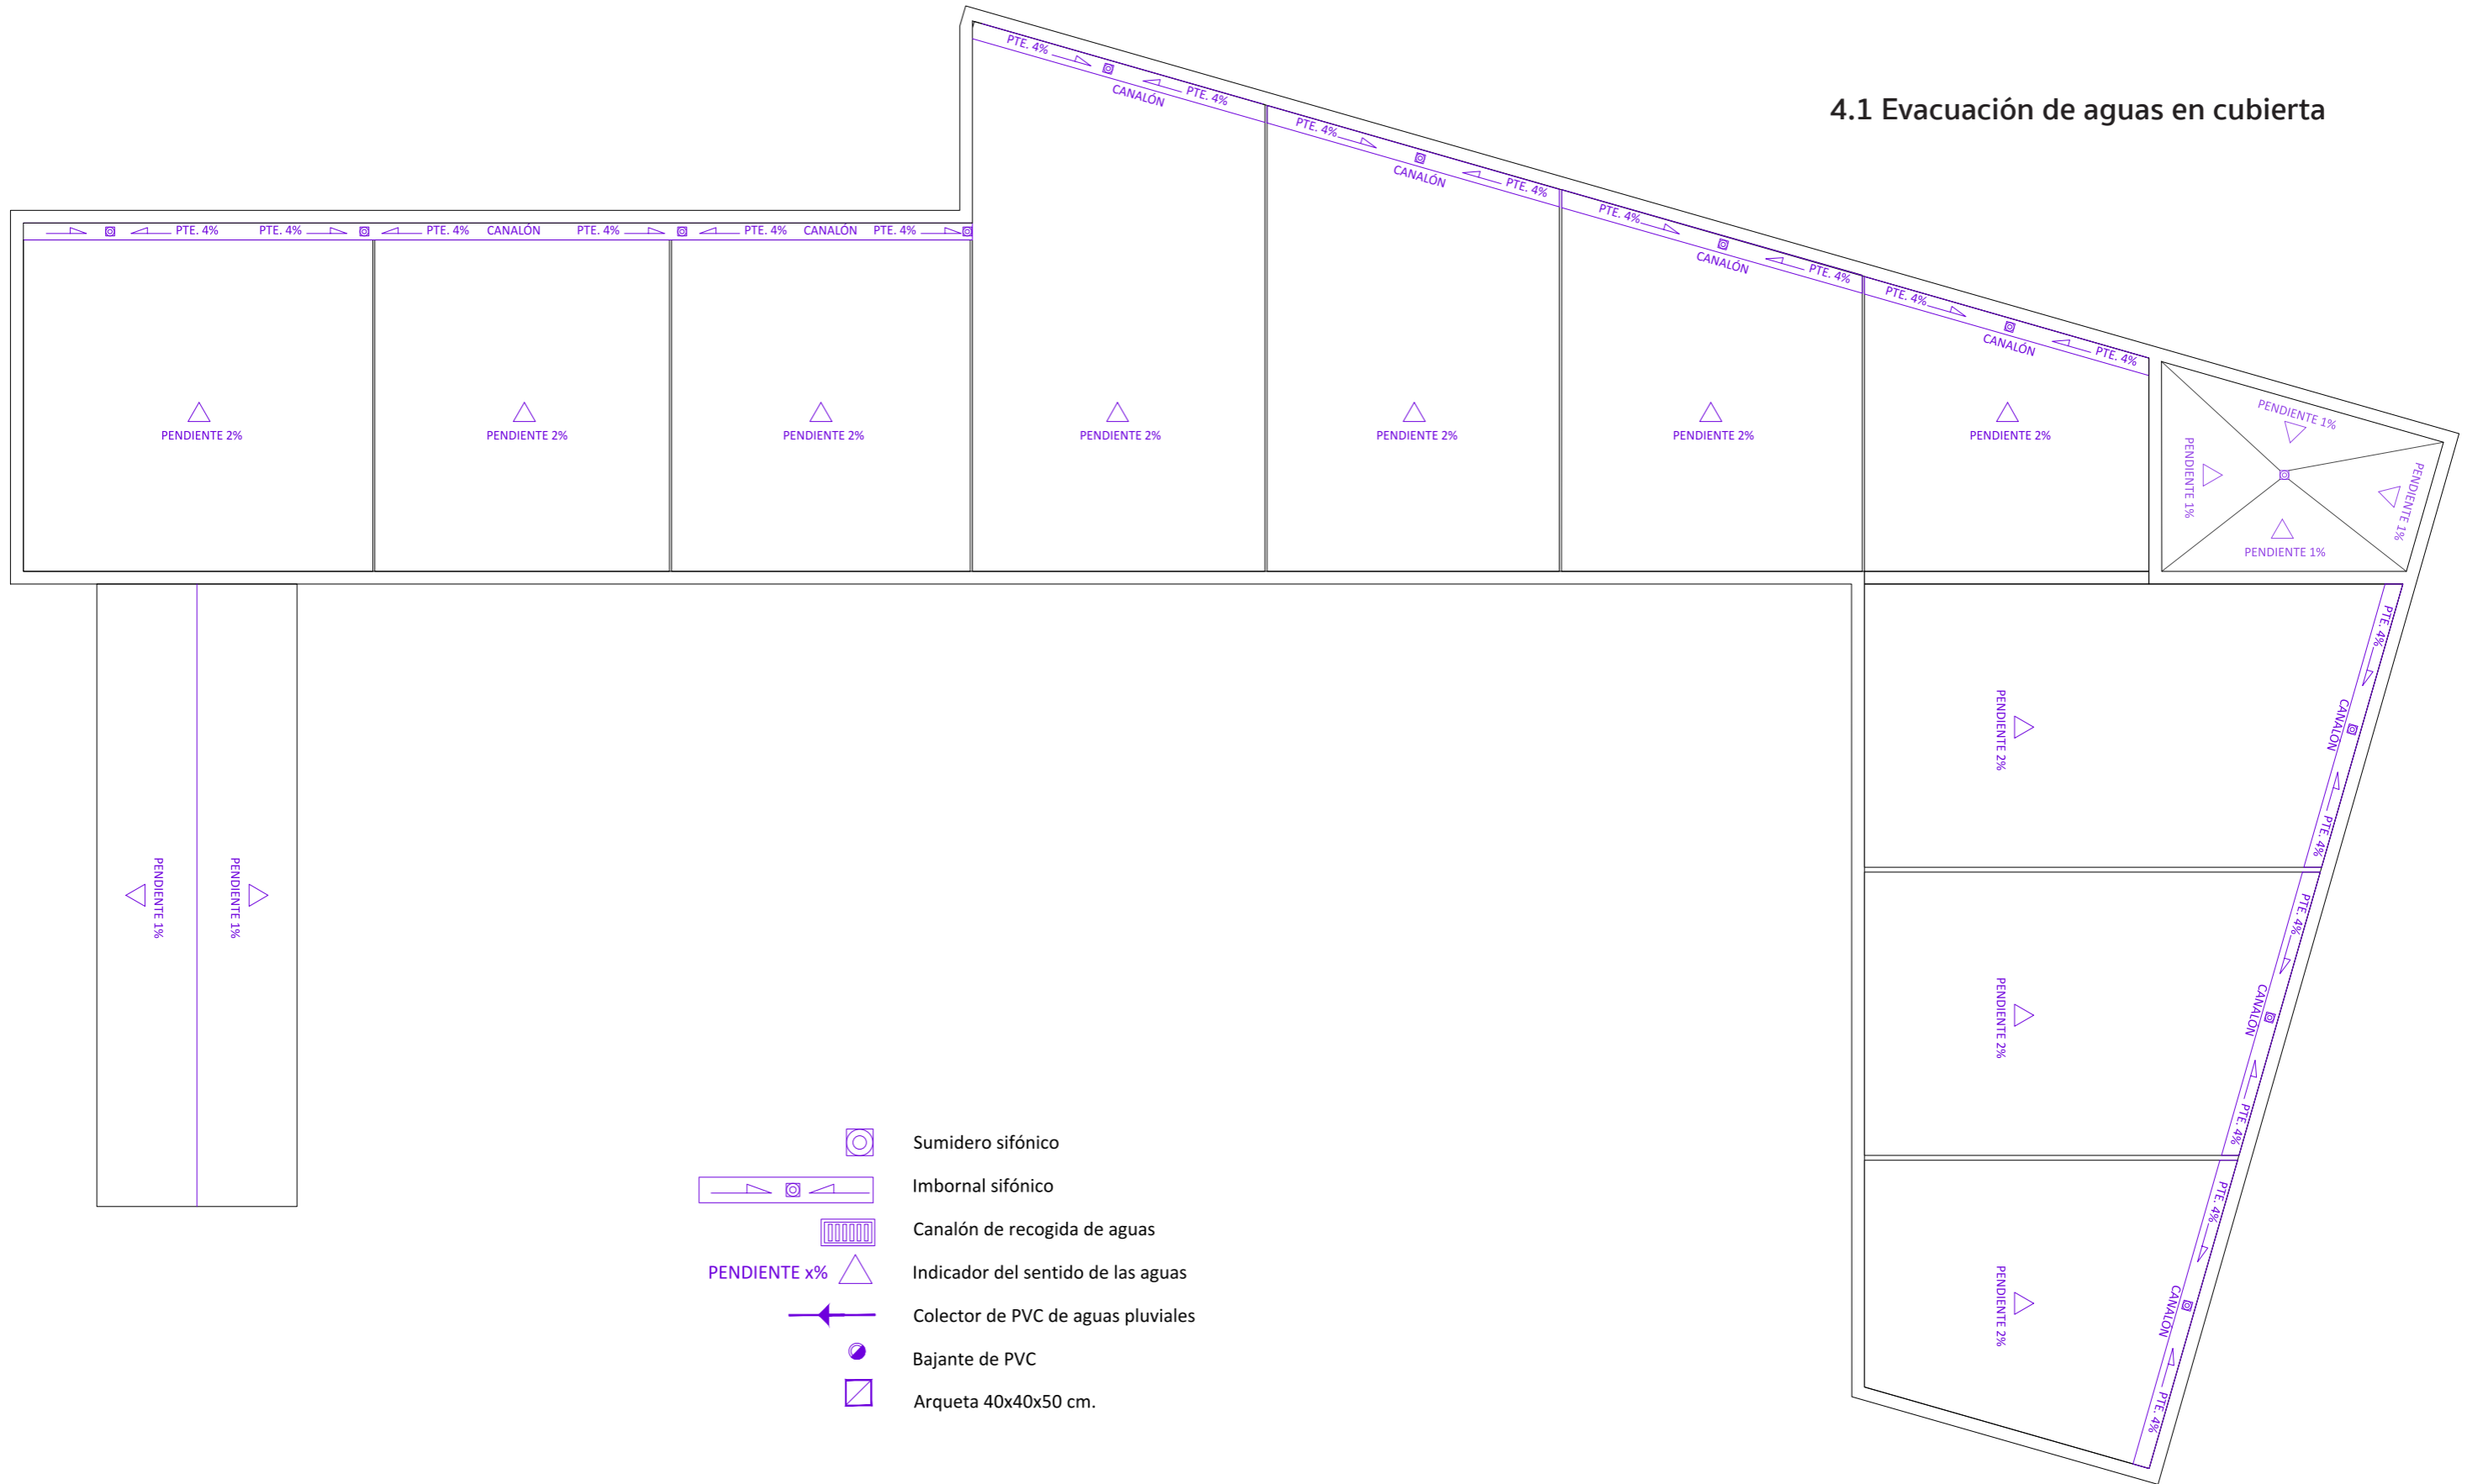 4.1 Evacuación de aguas en cubierta
PTE. 4%
CANALÓN
PTE. 4%
PTE. 4%
CANALÓN
PTE. 4%
PTE. 4%
CANALÓN
PTE. 4%
PTE. 4%
CANALÓN
PTE. 4%
PTE. 4%
PTE. 4%
PTE. 4%
CANALÓN
PTE. 4%
PTE. 4%
CANALÓN
PTE. 4%
PENDIENTE 2%
PENDIENTE 2%
PENDIENTE 2%
PENDIENTE 2%
PENDIENTE 2%
PENDIENTE 2%
PENDIENTE 2%
PENDIENTE 1%
PENDIENTE 1%
PENDIENTE 1%
PENDIENTE 1%
PTE. 4%
CANALÓN
PTE. 4%
PENDIENTE 2%
PTE. 4%
CANALÓN
PTE. 4%
PENDIENTE 2%
PTE. 4%
CANALÓN
PTE. 4%
PENDIENTE 2%
PENDIENTE 1%
PENDIENTE 1%
Sumidero sifónico
Imbornal sifónico
Canalón de recogida de aguas
PENDIENTE x% Indicador del sentido de las aguas
Colector de PVC de aguas pluviales
Bajante de PVC
Arqueta 40x40x50 cm.